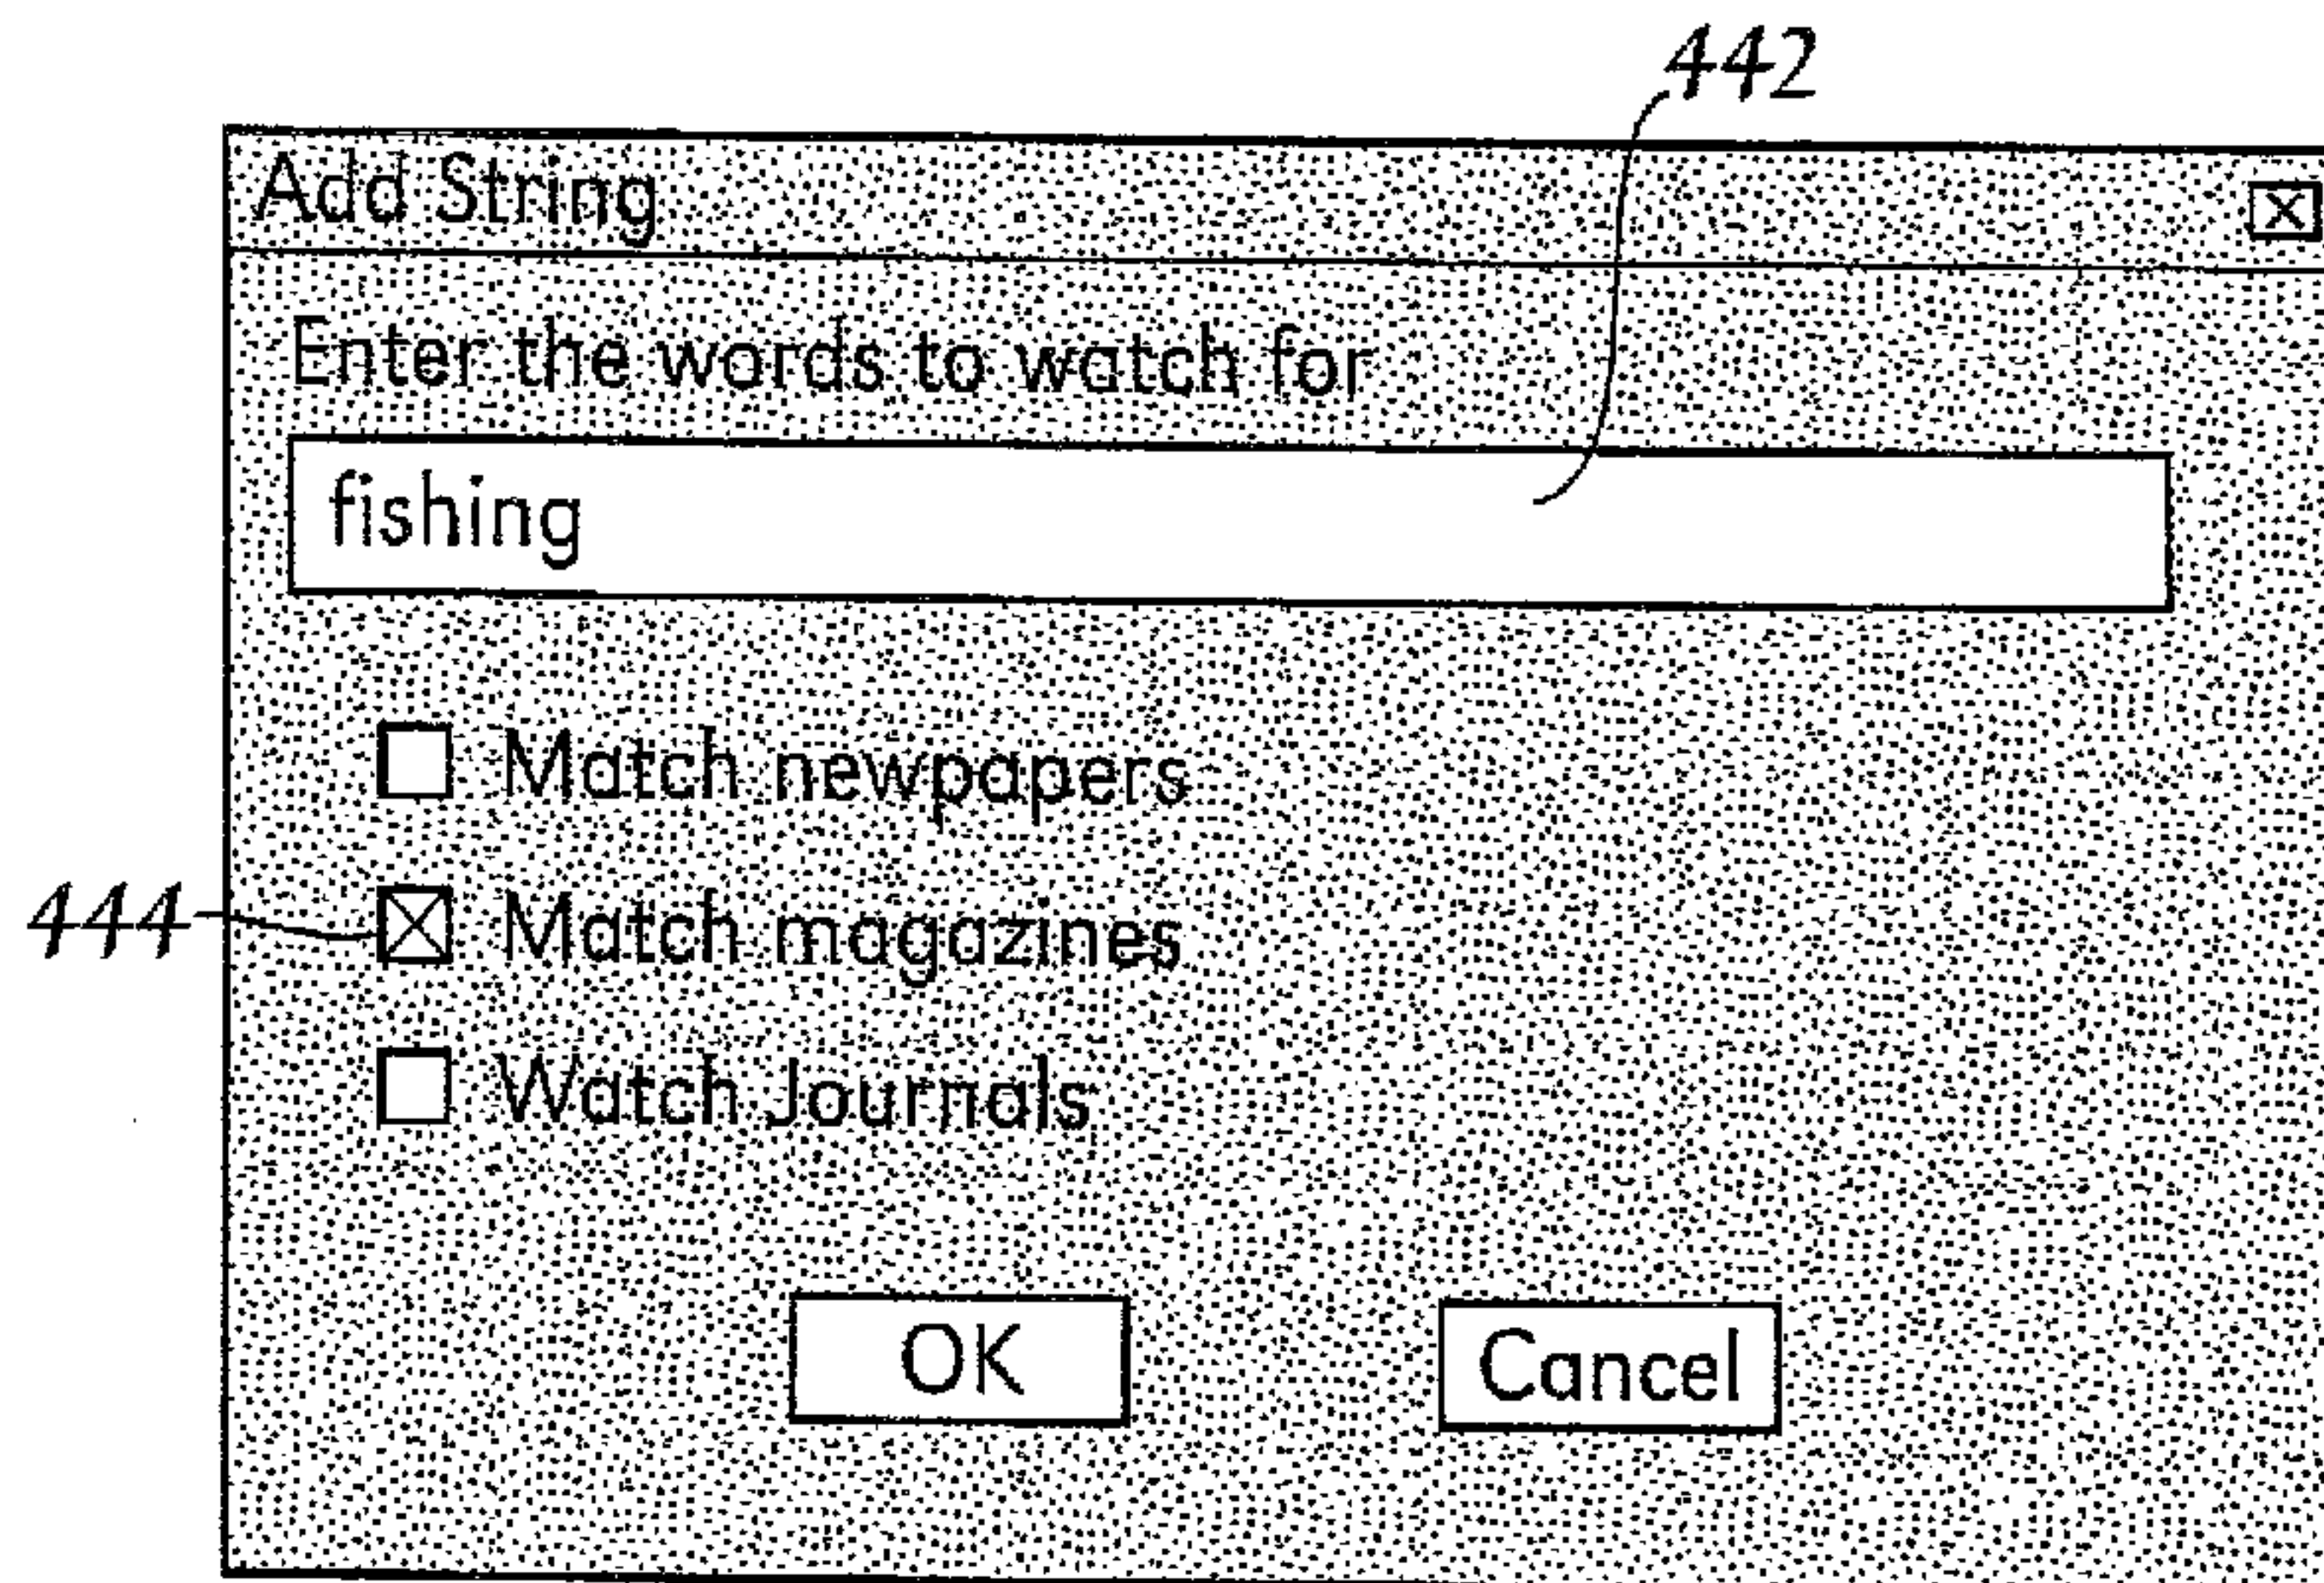 442
Add String
Enter the words to watch for
fishing
Match newpapers
444 Match magazines
Watch Journals
OK Cancel